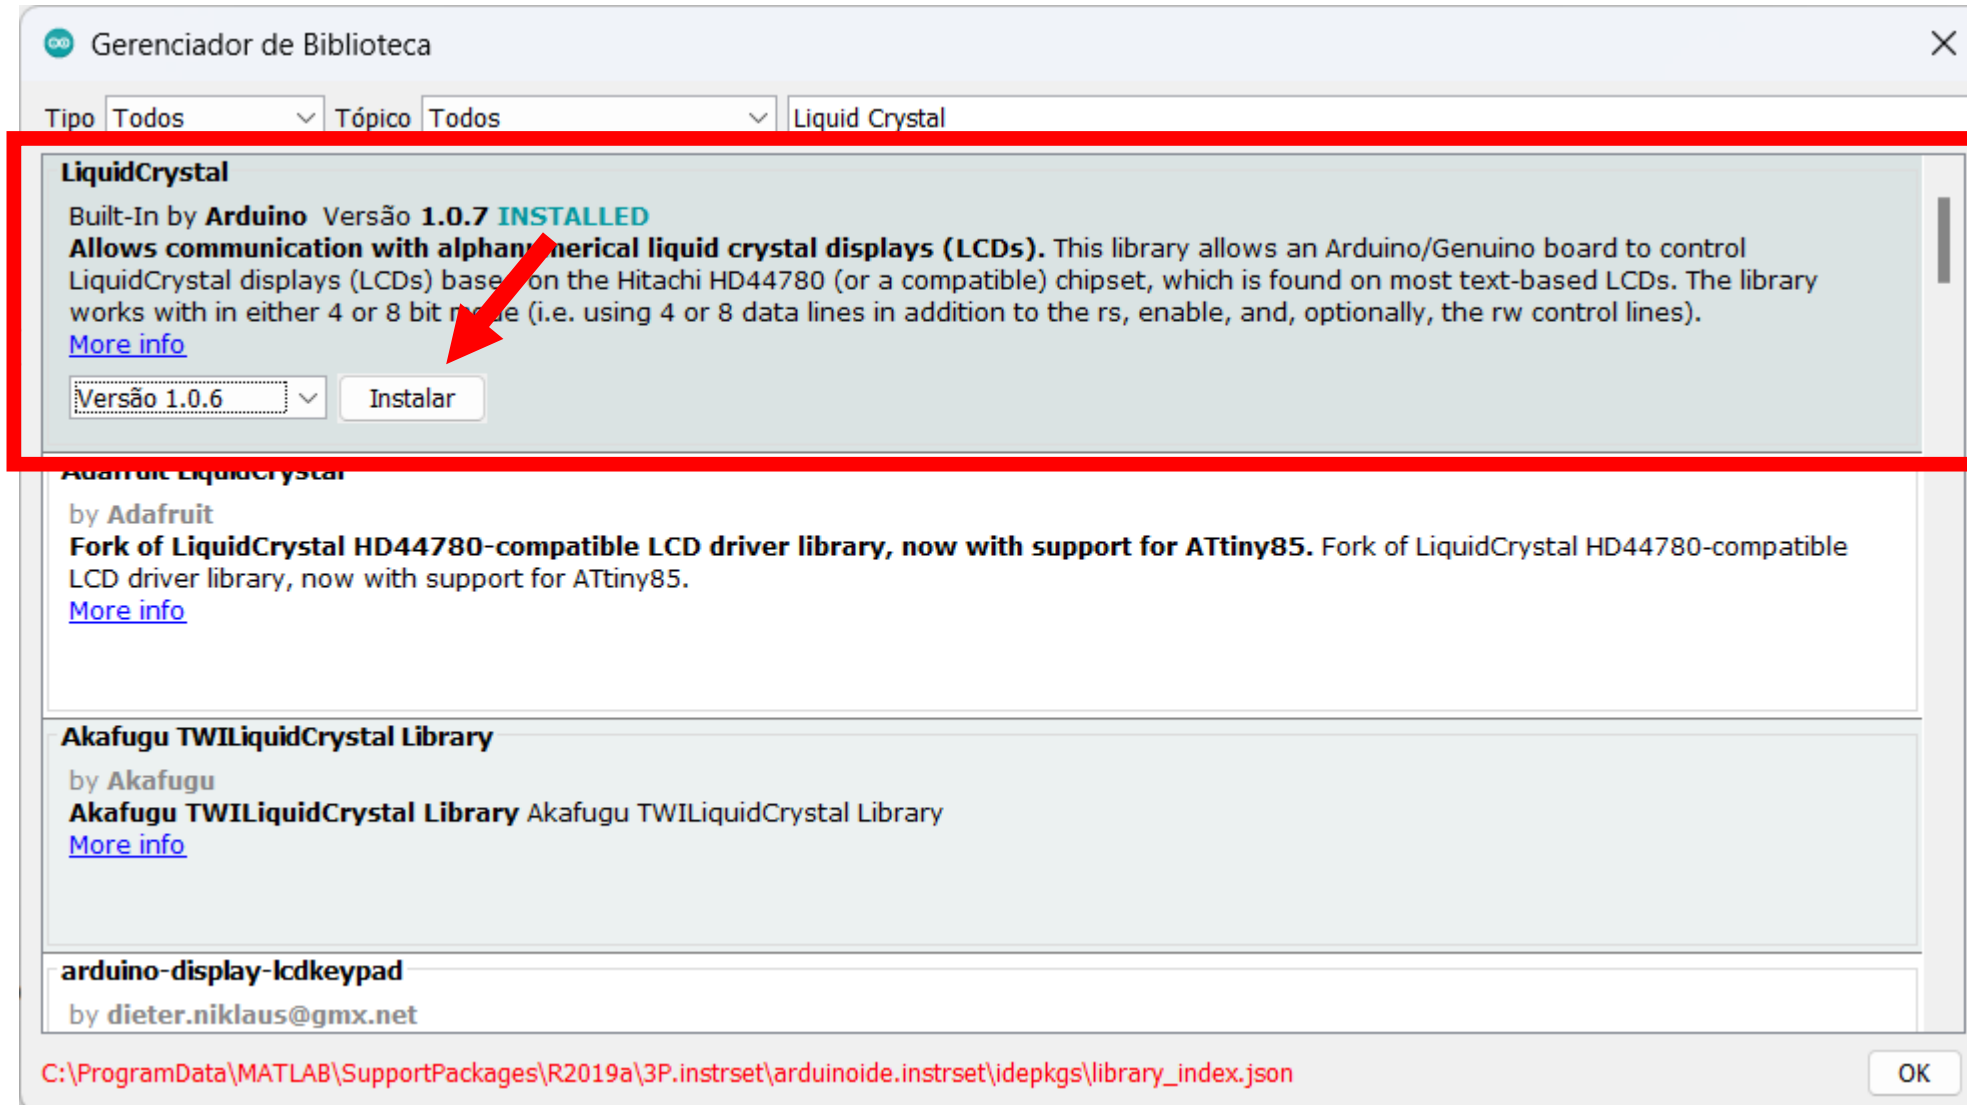 Gerenciador de Biblioteca
Tipo Todos Tópico Todos Liquid Crystal
LiquidCrystal
Built-In by Arduino Versão 1.0.7 INSTALLED
Allows communication with alphanumerical liquid crystal displays (LCDs). This library allows an Arduino/Genuino board to control
LiquidCrystal displays (LCDs) based on the Hitachi HD44780 (or a compatible) chipset, which is found on most text-based LCDs. The library
works with in either 4 or 8 bit mode (i.e. using 4 or 8 data lines in addition to the rs, enable, and, optionally, the rw control lines).
More info
Versão 1.0.6 Instalar
Adafruit LiquidCrystal
by Adafruit
Fork of LiquidCrystal HD44780-compatible LCD driver library, now with support for ATtiny85. Fork of LiquidCrystal HD44780-compatible
LCD driver library, now with support for ATtiny85.
More info
Akafugu TWILiquidCrystal Library
by Akafugu
Akafugu TWILiquidCrystal Library Akafugu TWILiquidCrystal Library
More info
arduino-display-lcdkeypad
by dieter.niklaus@gmx.net
C:\ProgramData\MATLAB\SupportPackages\R2019a\3P.instrset\arduinoide.instrset\idepkgs\library_index.json
OK